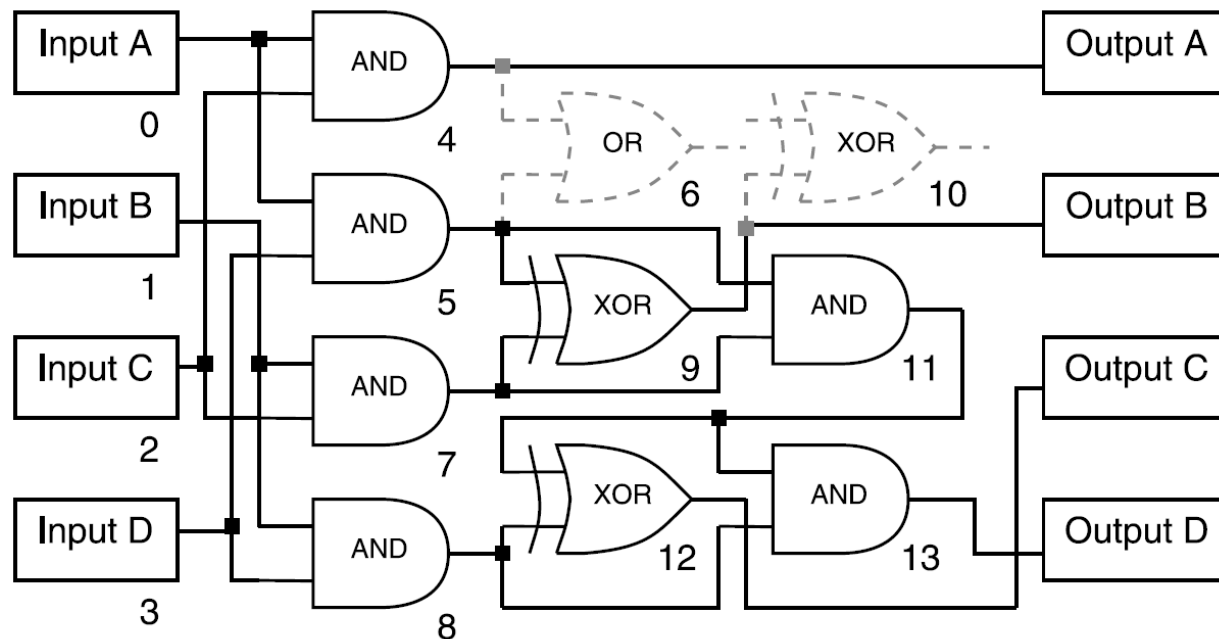 Input A
AND
Output A
0
4
OR
XOR
6
10
Input B
AND
Output B
1
5
XOR
AND
9
11
Input C
AND
Output C
2
7
XOR
AND
12
13
Input D
AND
Output D
3
8